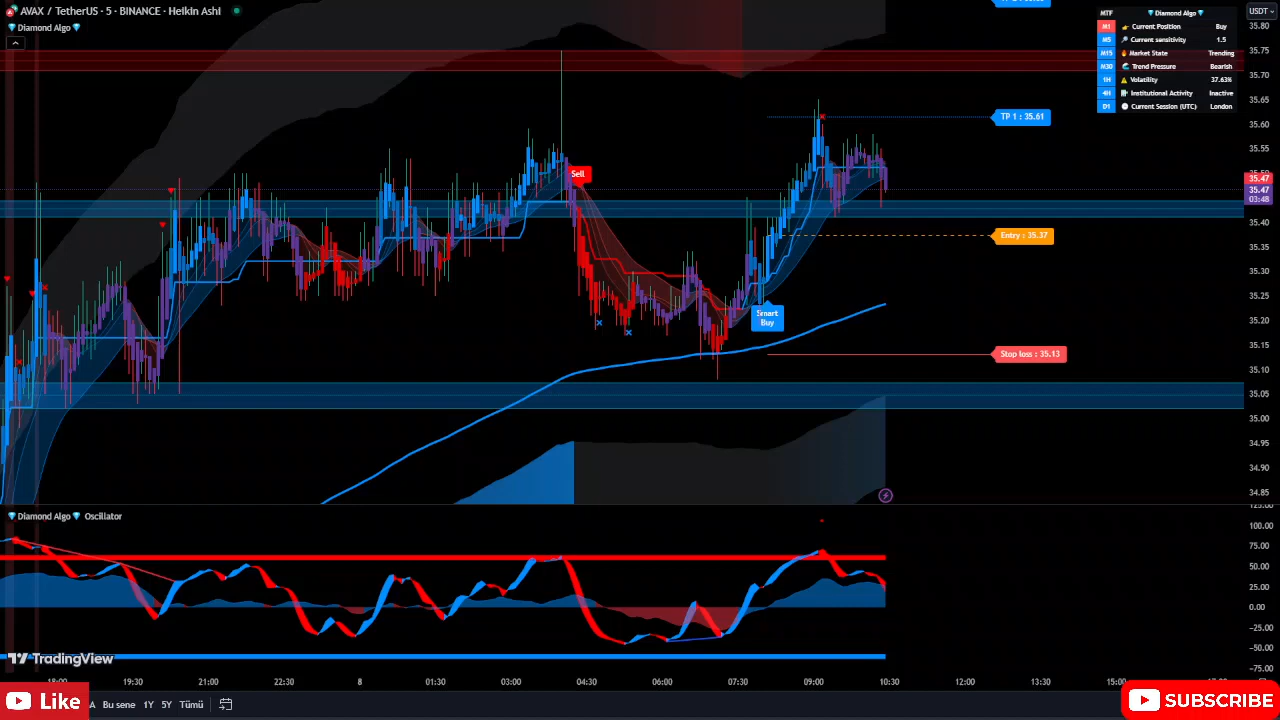 AVAX / TetherUS · 5 · BINANCE · Heikin Ashi
💎 Diamond Algo 💎
MTF 💎 Diamond Algo 💎
M1 👉 Current Position Buy
M5 🔎 Current sensitivity 1.5
M15 🔥 Market State Trending
M30 🌊 Trend Pressure Bearish
1H ⚠️ Volatility 37.63%
4H Institutional Activity Inactive
D1 🕒 Current Session (UTC) London
USDT
35.80
35.75
35.70
35.65
35.60
35.55
35.47
35.47
03:48
35.40
35.35
35.30
35.25
35.20
35.15
35.10
35.05
35.00
34.95
34.90
34.85
TP 1 : 35.61
Sell
Entry : 35.37
Smart
Buy
Stop loss : 35.13
💎 Diamond Algo 💎 Oscillator
125.00
100.00
75.00
50.00
25.00
0.00
−25.00
−50.00
−75.00
TradingView
18:00 19:30 21:00 22:30 8 01:30 03:00 04:30 06:00 07:30 09:00 10:30 12:00 13:30 15:00
Like
A Bu sene 1Y 5Y Tümü
SUBSCRIBE